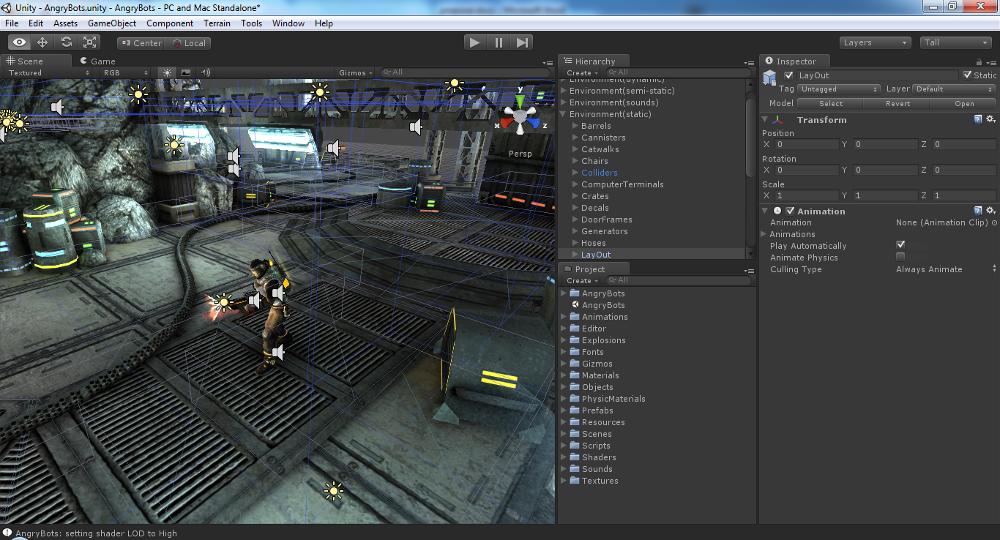 Unity - AngryBots.unity - AngryBots - PC and Mac Standalone*
File Edit Assets GameObject Component Terrain Tools Window Help
Center Local Layers Tall
Scene Game
Textured RGB Gizmos All
Persp
y
x z
Hierarchy
Create All
Environment(dynamic)
Environment(semi-static)
Environment(sounds)
Environment(static)
Barrels
Cannisters
Catwalks
Chairs
Colliders
ComputerTerminals
Crates
Decals
DoorFrames
Generators
Hoses
LayOut
Project
Create All
AngryBots
AngryBots
Animations
Editor
Explosions
Fonts
Gizmos
Materials
Objects
PhysicMaterials
Prefabs
Resources
Scenes
Scripts
Shaders
Sounds
Textures
Inspector
LayOut Static
Tag Untagged Layer Default
Model Select Revert Open
Transform
Position
X 0 Y 0 Z 0
Rotation
X 0 Y 0 Z 0
Scale
X 1 Y 1 Z 1
Animation
Animation None (Animation Clip)
Animations
Play Automatically
Animate Physics
Culling Type Always Animate
AngryBots: setting shader LOD to High